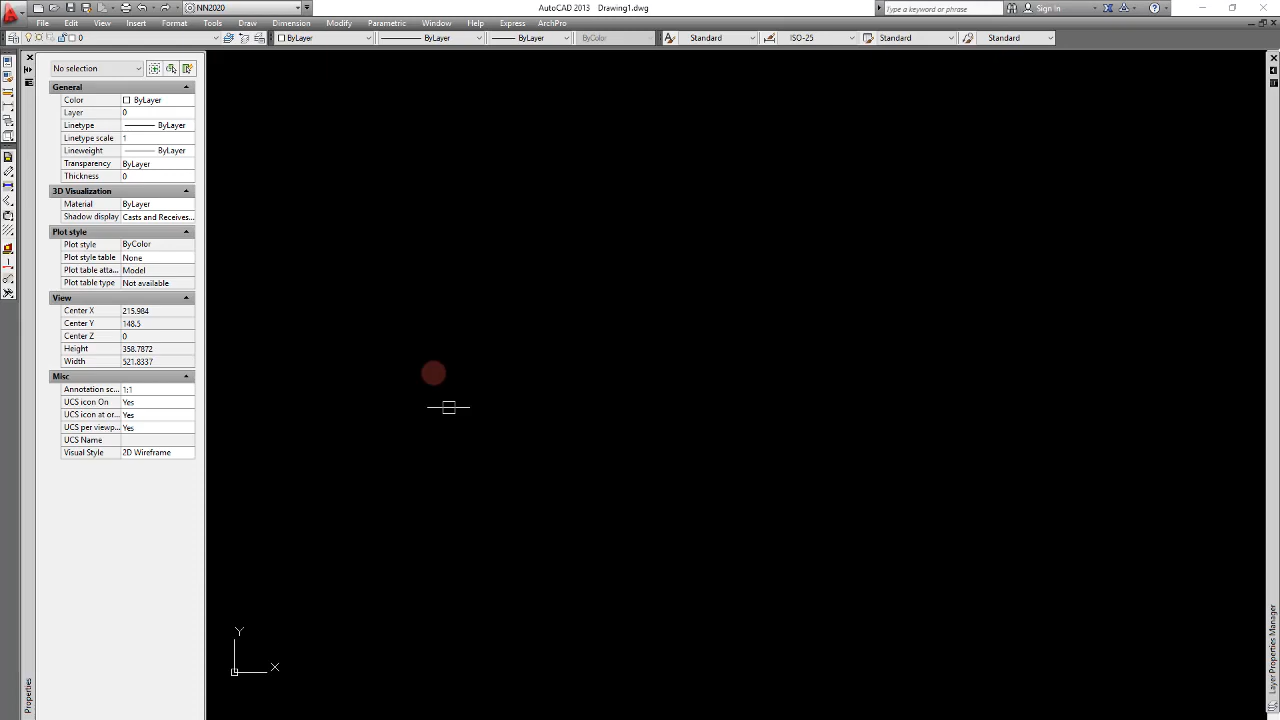 NN2020
AutoCAD 2013 Drawing1.dwg
Type a keyword or phrase
Sign In
File Edit View Insert Format Tools Draw Dimension Modify Parametric Window Help Express ArchPro
0 ByLayer ByLayer ByLayer ByColor Standard ISO-25 Standard Standard
No selection
General
Color ByLayer
Layer 0
Linetype ByLayer
Linetype scale 1
Lineweight ByLayer
Transparency ByLayer
Thickness 0
3D Visualization
Material ByLayer
Shadow display Casts and Receives...
Plot style
Plot style ByColor
Plot style table None
Plot table atta... Model
Plot table type Not available
View
Center X 215.984
Center Y 148.5
Center Z 0
Height 358.7872
Width 521.8337
Misc
Annotation sc... 1:1
UCS icon On Yes
UCS icon at or... Yes
UCS per viewp... Yes
UCS Name
Visual Style 2D Wireframe
Y
X
Properties
Layer Properties Manager